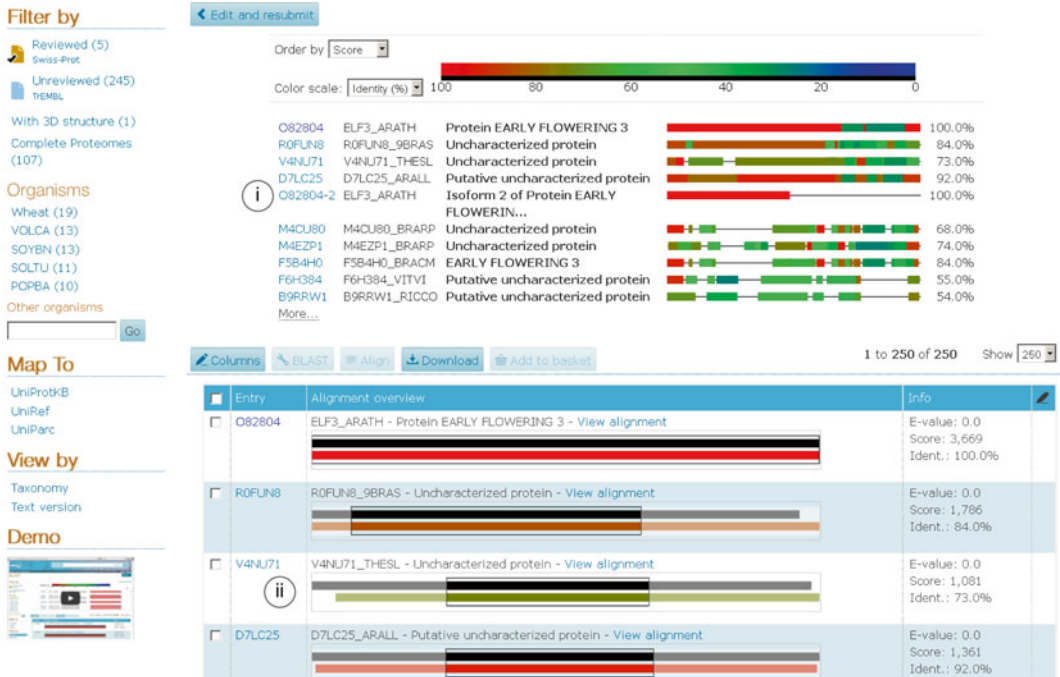 Filter by
Reviewed (5)
Swiss-Prot
Unreviewed (245)
TrEMBL
With 3D structure (1)
Complete Proteomes
(107)
Organisms
Wheat (19)
VOLCA (13)
SOYBN (13)
SOLTU (11)
POPBA (10)
Other organisms
Go
Map To
UniProtKB
UniRef
UniParc
View by
Taxonomy
Text version
Demo
Edit and resubmit
Order by Score
Color scale: Identity (%) 100 80 60 40 20 0
O82804 ELF3_ARATH Protein EARLY FLOWERING 3 100.0%
R0FUN8 R0FUN8_9BRAS Uncharacterized protein 84.0%
V4NU71 V4NU71_THESL Uncharacterized protein 73.0%
D7LC25 D7LC25_ARALL Putative uncharacterized protein 92.0%
i O82804-2 ELF3_ARATH Isoform 2 of Protein EARLY 100.0%
FLOWERIN...
M4CU80 M4CU80_BRARP Uncharacterized protein 68.0%
M4EZP1 M4EZP1_BRARP Uncharacterized protein 74.0%
F5B4H0 F5B4H0_BRACM EARLY FLOWERING 3 84.0%
F6H384 F6H384_VITVI Putative uncharacterized protein 55.0%
B9RRW1 B9RRW1_RICCO Putative uncharacterized protein 54.0%
More...
Columns BLAST Align Download Add to basket 1 to 250 of 250 Show 250
Entry Alignment overview Info
O82804 ELF3_ARATH - Protein EARLY FLOWERING 3 - View alignment E-value: 0.0
Score: 3,669
Ident.: 100.0%
R0FUN8 R0FUN8_9BRAS - Uncharacterized protein - View alignment E-value: 0.0
Score: 1,786
Ident.: 84.0%
V4NU71 V4NU71_THESL - Uncharacterized protein - View alignment E-value: 0.0
ii Score: 1,081
Ident.: 73.0%
D7LC25 D7LC25_ARALL - Putative uncharacterized protein - View alignment E-value: 0.0
Score: 1,361
Ident.: 92.0%